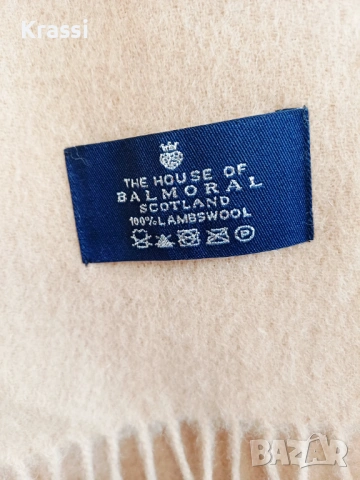 Krassi
THE HOUSE OF
BALMORAL
SCOTLAND
100% LAMBSWOOL
P
BAZAR